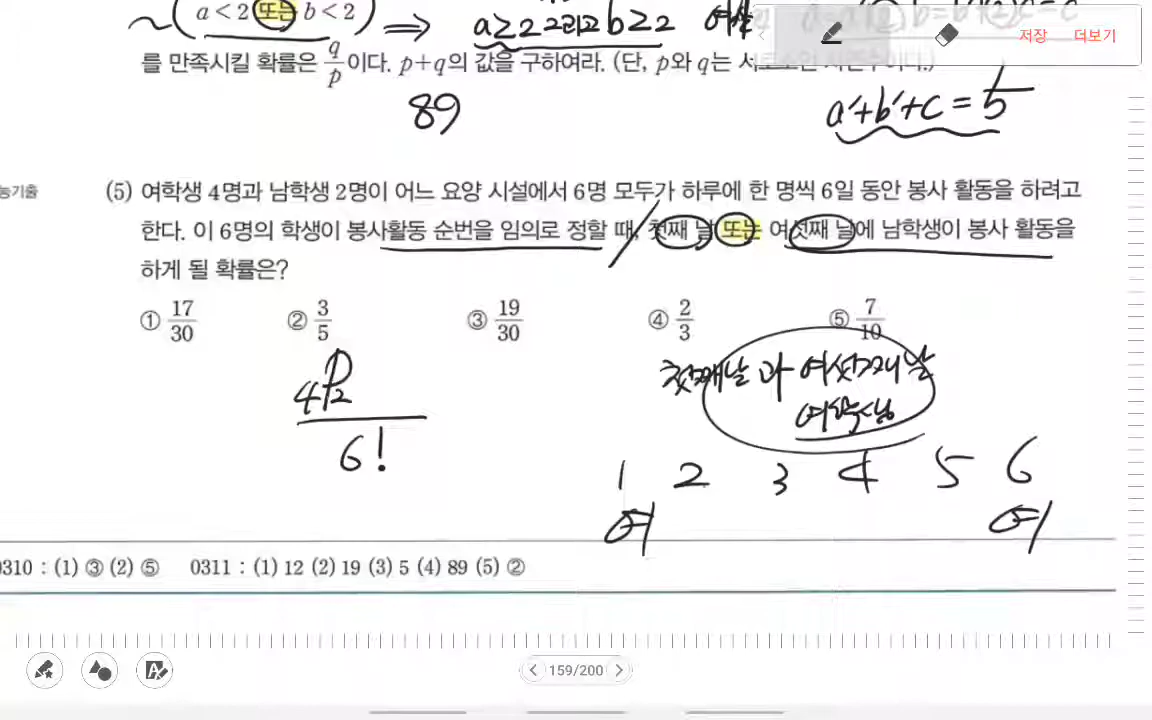 ~ ( a < 2 또는 b < 2 ) ⇒ a≥2 그리고 b≥2
저장 더보기
를 만족시킬 확률은 q/p이다. p+q의 값을 구하여라. (단, p와 q는 서로소인 자연수이다.)
89
a′+b′+c = 5
능기출
(5) 여학생 4명과 남학생 2명이 어느 요양 시설에서 6명 모두가 하루에 한 명씩 6일 동안 봉사 활동을 하려고
한다. 이 6명의 학생이 봉사활동 순번을 임의로 정할 때, 첫째 날 또는 여섯째 날에 남학생이 봉사 활동을
하게 될 확률은?
① 17/30 ② 3/5 ③ 19/30 ④ 2/3 ⑤ 7/10
첫째날과 여섯째날
여학생
4P2
6!
1 2 3 4 5 6
여 여
0310 : (1) ③ (2) ⑤ 0311 : (1) 12 (2) 19 (3) 5 (4) 89 (5) ②
159/200